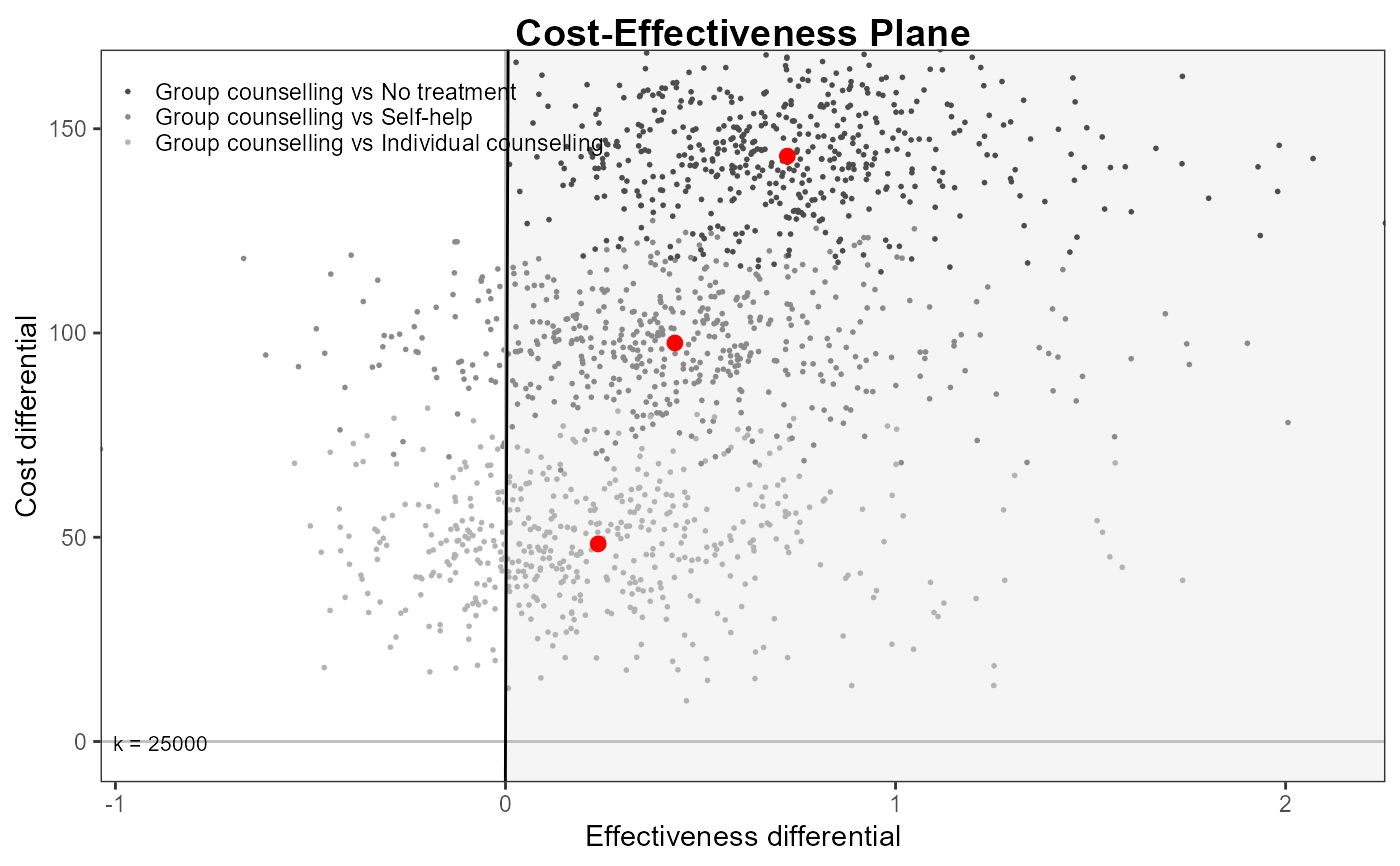 Cost-Effectiveness Plane
Group counselling vs No treatment
Group counselling vs Self-help
Group counselling vs Individual counselling
150
100
50
0
k = 25000
-1
0
1
2
Cost differential
Effectiveness differential